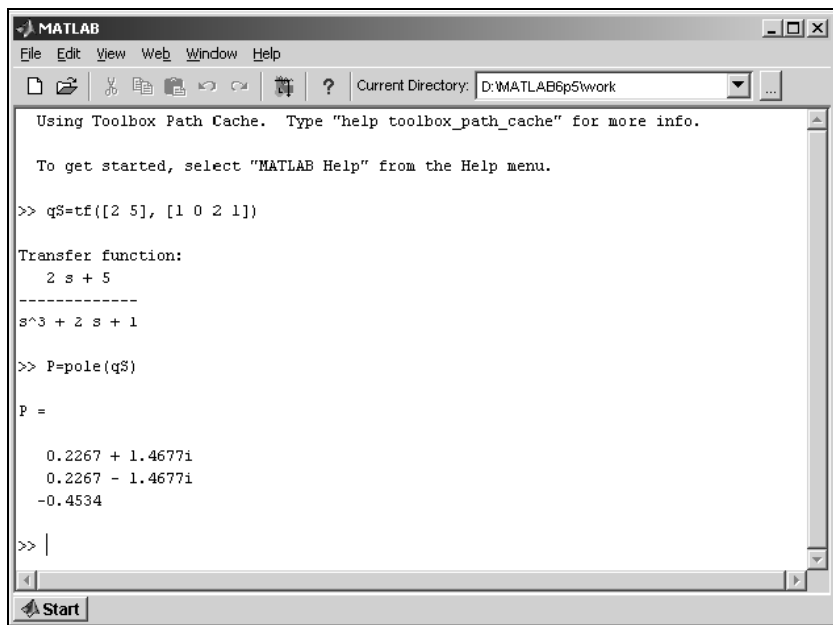 MATLAB
File Edit View Web Window Help
? Current Directory: D:\MATLAB6p5\work ...
Using Toolbox Path Cache. Type "help toolbox_path_cache" for more info.
To get started, select "MATLAB Help" from the Help menu.
>> qS=tf([2 5], [1 0 2 1])
Transfer function:
2 s + 5
-------------
s^3 + 2 s + 1
>> P=pole(qS)
P =
0.2267 + 1.4677i
0.2267 - 1.4677i
-0.4534
>>
Start